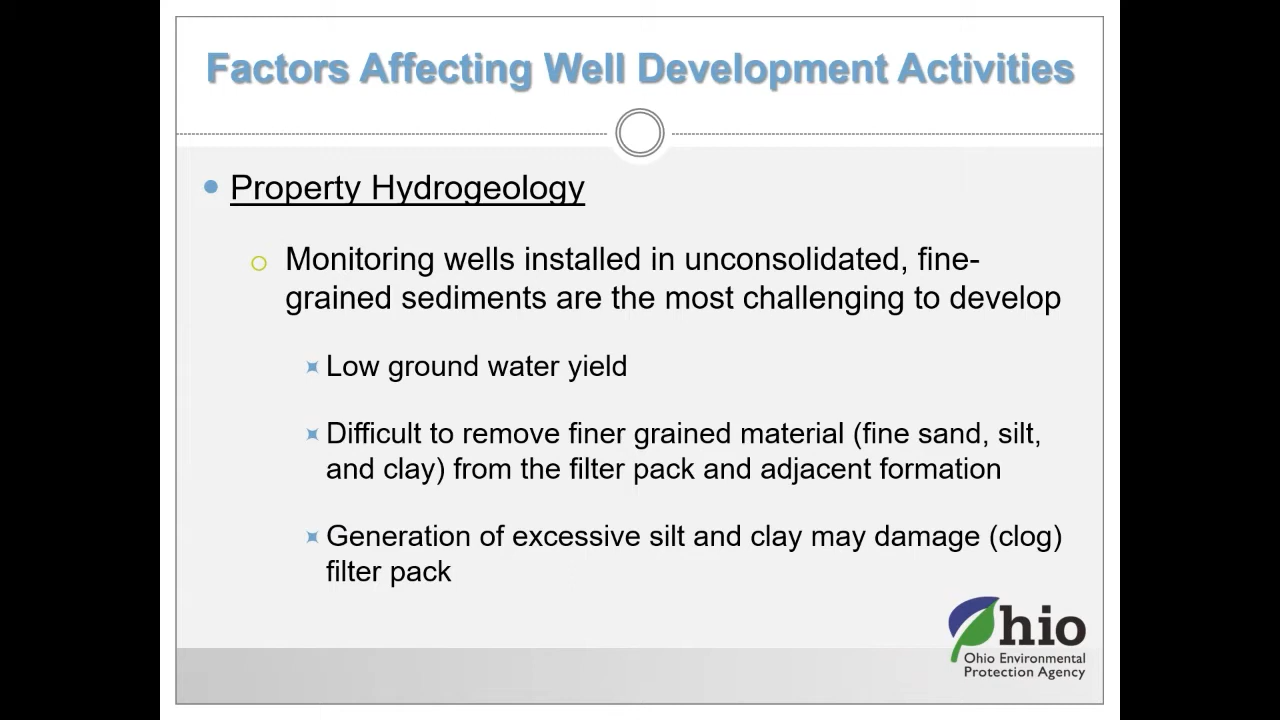 Factors Affecting Well Development Activities
Property Hydrogeology
Monitoring wells installed in unconsolidated, fine-
grained sediments are the most challenging to develop
Low ground water yield
Difficult to remove finer grained material (fine sand, silt,
and clay) from the filter pack and adjacent formation
Generation of excessive silt and clay may damage (clog)
filter pack
Ohio
Ohio Environmental
Protection Agency